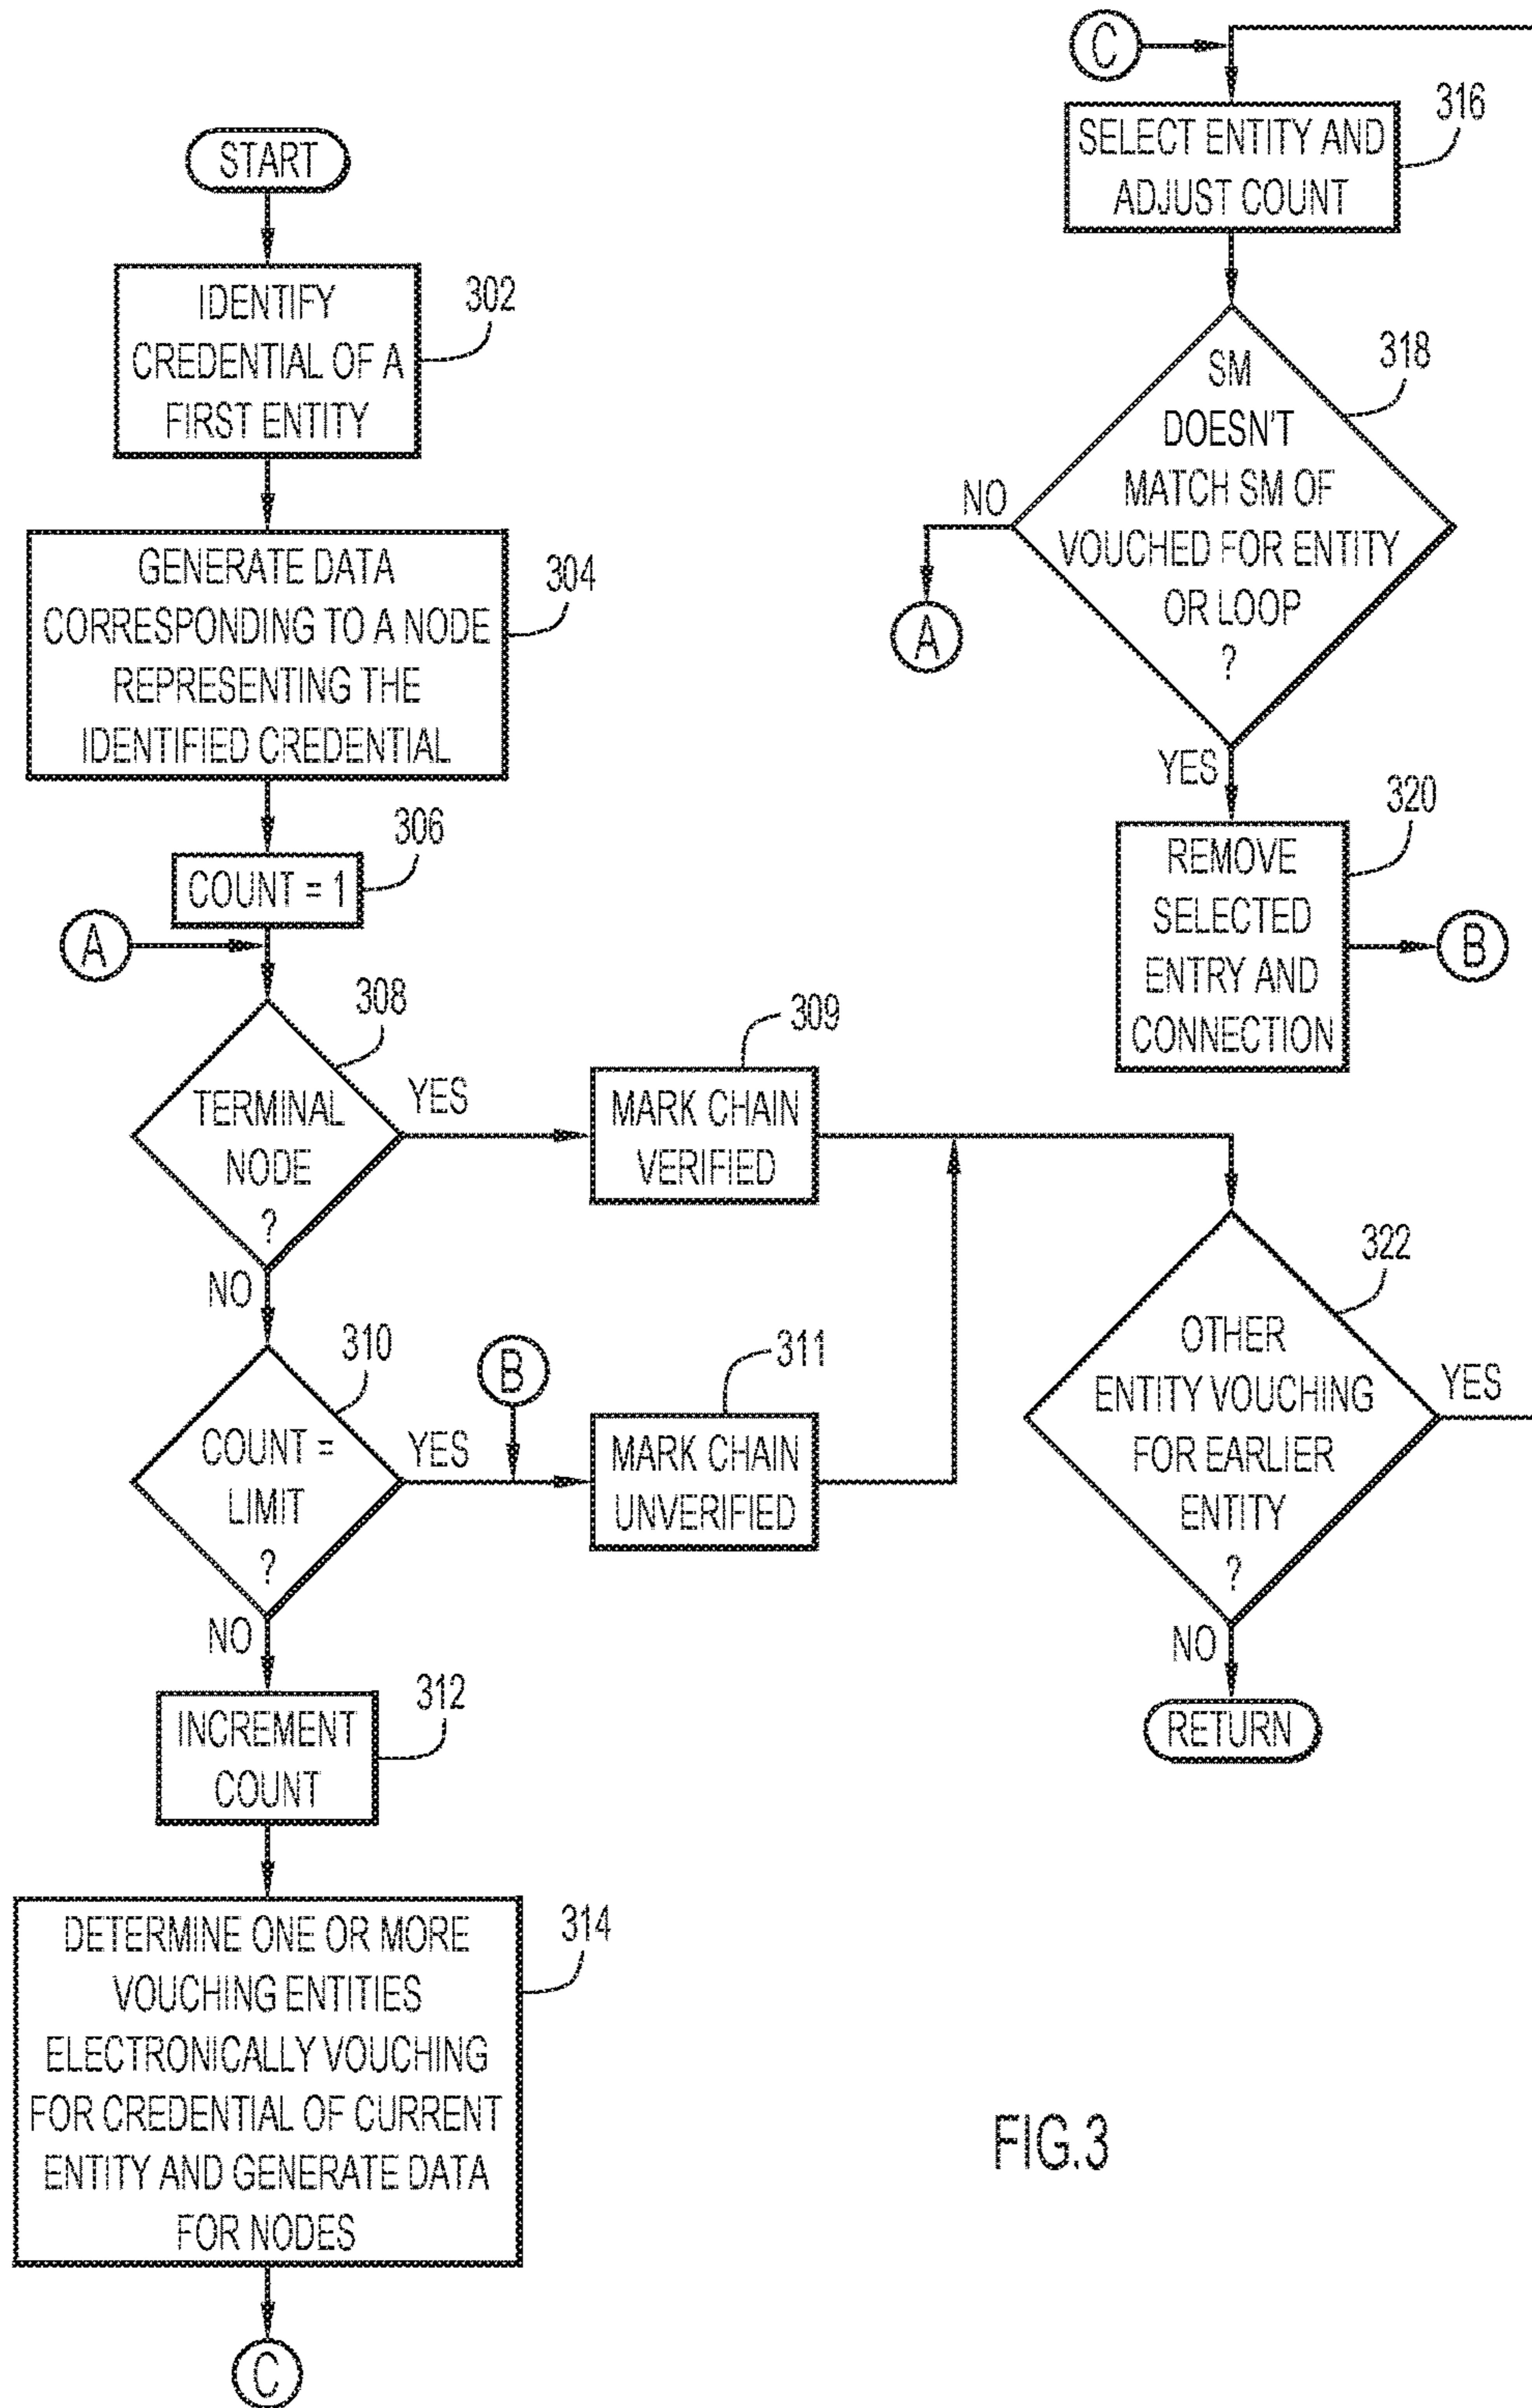 START
IDENTIFY
CREDENTIAL OF A
FIRST ENTITY
302
GENERATE DATA
CORRESPONDING TO A NODE
REPRESENTING THE
IDENTIFIED CREDENTIAL
304
306
COUNT = 1
A
308
TERMINAL
NODE
?
YES
NO
309
MARK CHAIN
VERIFIED
310
COUNT =
LIMIT
?
YES
NO
B
311
MARK CHAIN
UNVERIFIED
312
INCREMENT
COUNT
314
DETERMINE ONE OR MORE
VOUCHING ENTITIES
ELECTRONICALLY VOUCHING
FOR CREDENTIAL OF CURRENT
ENTITY AND GENERATE DATA
FOR NODES
C
C
316
SELECT ENTITY AND
ADJUST COUNT
318
SM
DOESN'T
MATCH SM OF
VOUCHED FOR ENTITY
OR LOOP
?
NO
A
YES
320
REMOVE
SELECTED
ENTRY AND
CONNECTION
B
322
OTHER
ENTITY VOUCHING
FOR EARLIER
ENTITY
?
YES
NO
RETURN
FIG.3